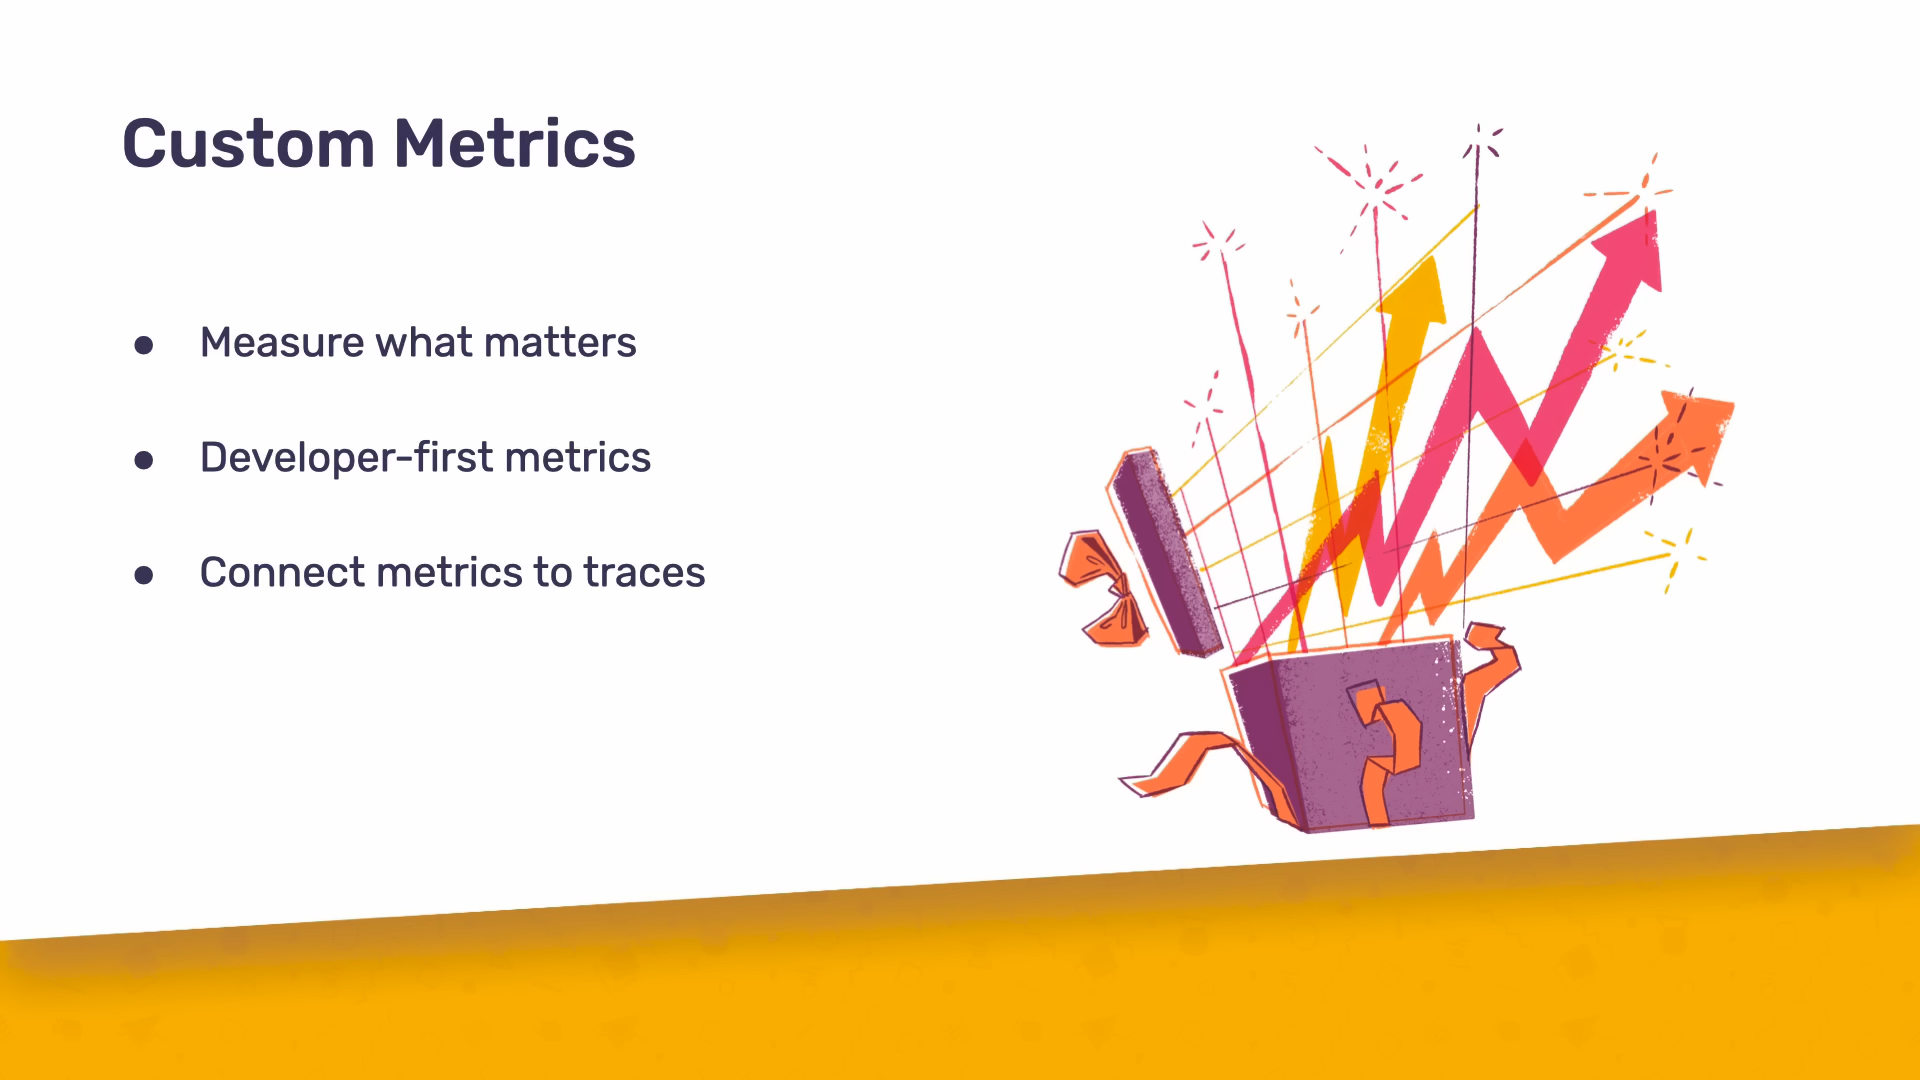 Custom Metrics
● Measure what matters
● Developer-first metrics
● Connect metrics to traces